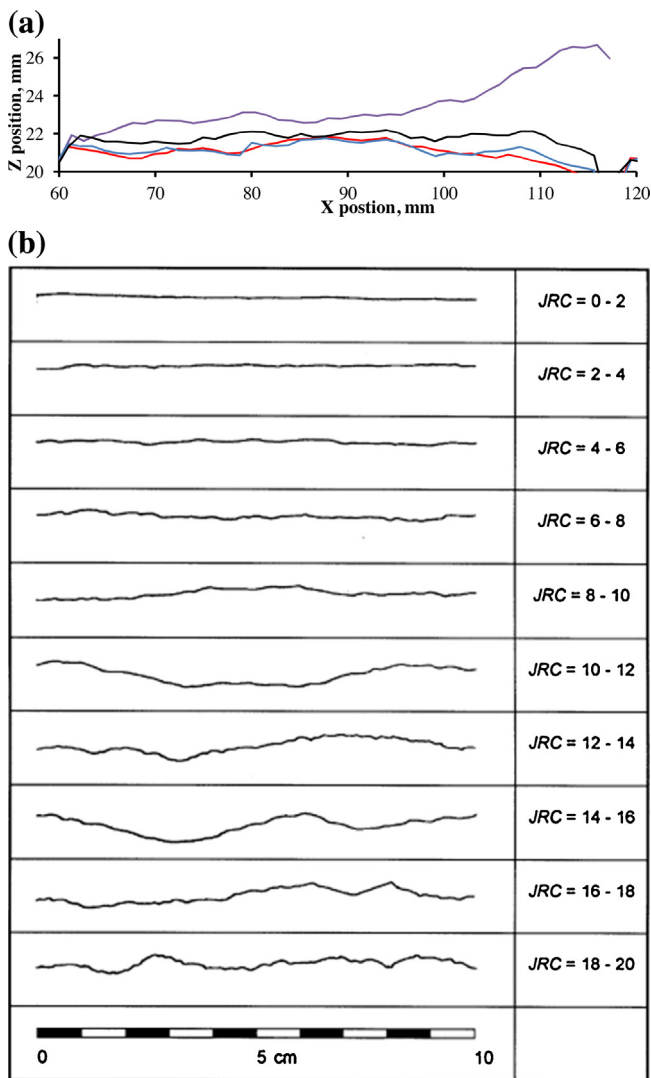 (a)
Z position, mm
26
24
22
20
60 70 80 90 100 110 120
X postion, mm
(b)
JRC = 0 - 2
JRC = 2 - 4
JRC = 4 - 6
JRC = 6 - 8
JRC = 8 - 10
JRC = 10 - 12
JRC = 12 - 14
JRC = 14 - 16
JRC = 16 - 18
JRC = 18 - 20
0 5 cm 10